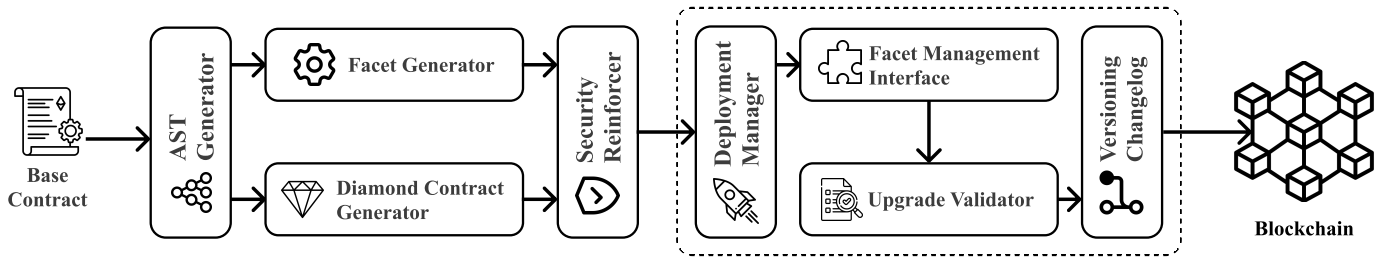 Base
Contract
AST
Generator
Facet Generator
Diamond Contract
Generator
Security
Reinforcer
Deployment
Manager
Facet Management
Interface
Upgrade Validator
Versioning
Changelog
Blockchain